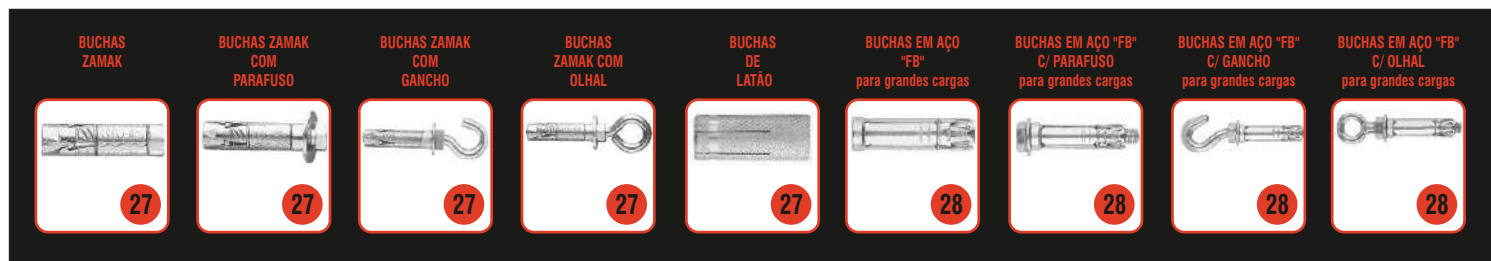 BUCHAS
ZAMAK
27
BUCHAS ZAMAK
COM
PARAFUSO
27
BUCHAS ZAMAK
COM
GANCHO
27
BUCHAS
ZAMAK COM
OLHAL
27
BUCHAS
DE
LATÃO
27
BUCHAS EM AÇO
"FB"
para grandes cargas
28
BUCHAS EM AÇO "FB"
C/ PARAFUSO
para grandes cargas
28
BUCHAS EM AÇO "FB"
C/ GANCHO
para grandes cargas
28
BUCHAS EM AÇO "FB"
C/ OLHAL
para grandes cargas
28